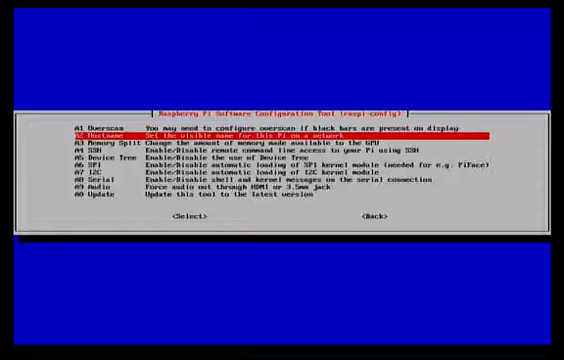 Raspberry Pi Software Configuration Tool (raspi-config)
A1 Overscan You may need to configure overscan if black bars are present on display
A2 Hostname Set the visible name for this Pi on a network
A3 Memory Split Change the amount of memory made available to the GPU
A4 SSH Enable/Disable remote command line access to your Pi using SSH
A5 Device Tree Enable/Disable the use of Device Tree
A6 SPI Enable/Disable automatic loading of SPI kernel module (needed for e.g. PiFace)
A7 I2C Enable/Disable automatic loading of I2C kernel module
A8 Serial Enable/Disable shell and kernel messages on the serial connection
A9 Audio Force audio out through HDMI or 3.5mm jack
A0 Update Update this tool to the latest version
<Select> <Back>